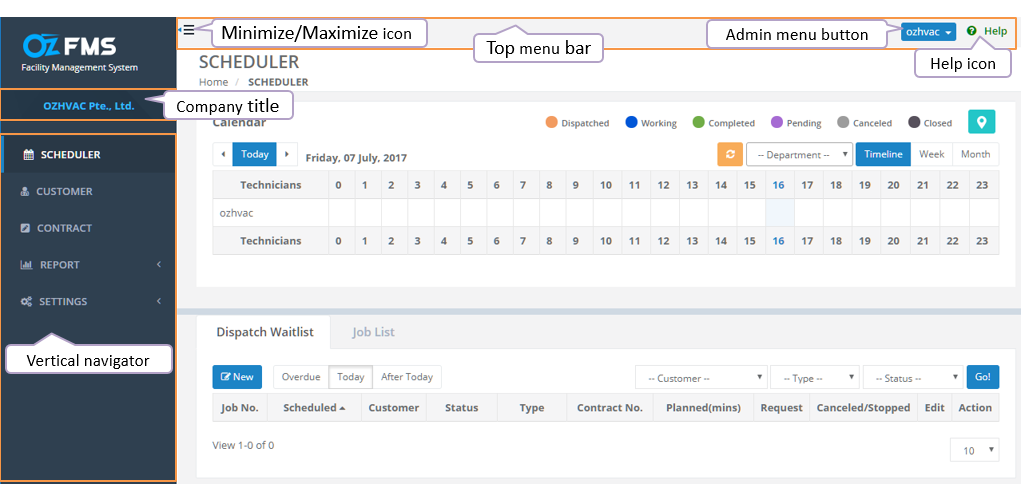 Minimize/Maximize icon
Top menu bar
Admin menu button
ozhvac
Help
Help icon
OZ FMS
Facility Management System
OZHVAC Pte., Ltd.
Company title
SCHEDULER
CUSTOMER
CONTRACT
REPORT
SETTINGS
Vertical navigator
SCHEDULER
Home / SCHEDULER
Calendar
Dispatched Working Completed Pending Canceled Closed
Today Friday, 07 July, 2017
-- Department -- Timeline Week Month
Technicians 0 1 2 3 4 5 6 7 8 9 10 11 12 13 14 15 16 17 18 19 20 21 22 23
ozhvac
Technicians 0 1 2 3 4 5 6 7 8 9 10 11 12 13 14 15 16 17 18 19 20 21 22 23
Dispatch Waitlist Job List
New Overdue Today After Today -- Customer -- -- Type -- -- Status -- Go!
Job No. Scheduled Customer Status Type Contract No. Planned(mins) Request Canceled/Stopped Edit Action
View 1-0 of 0
10